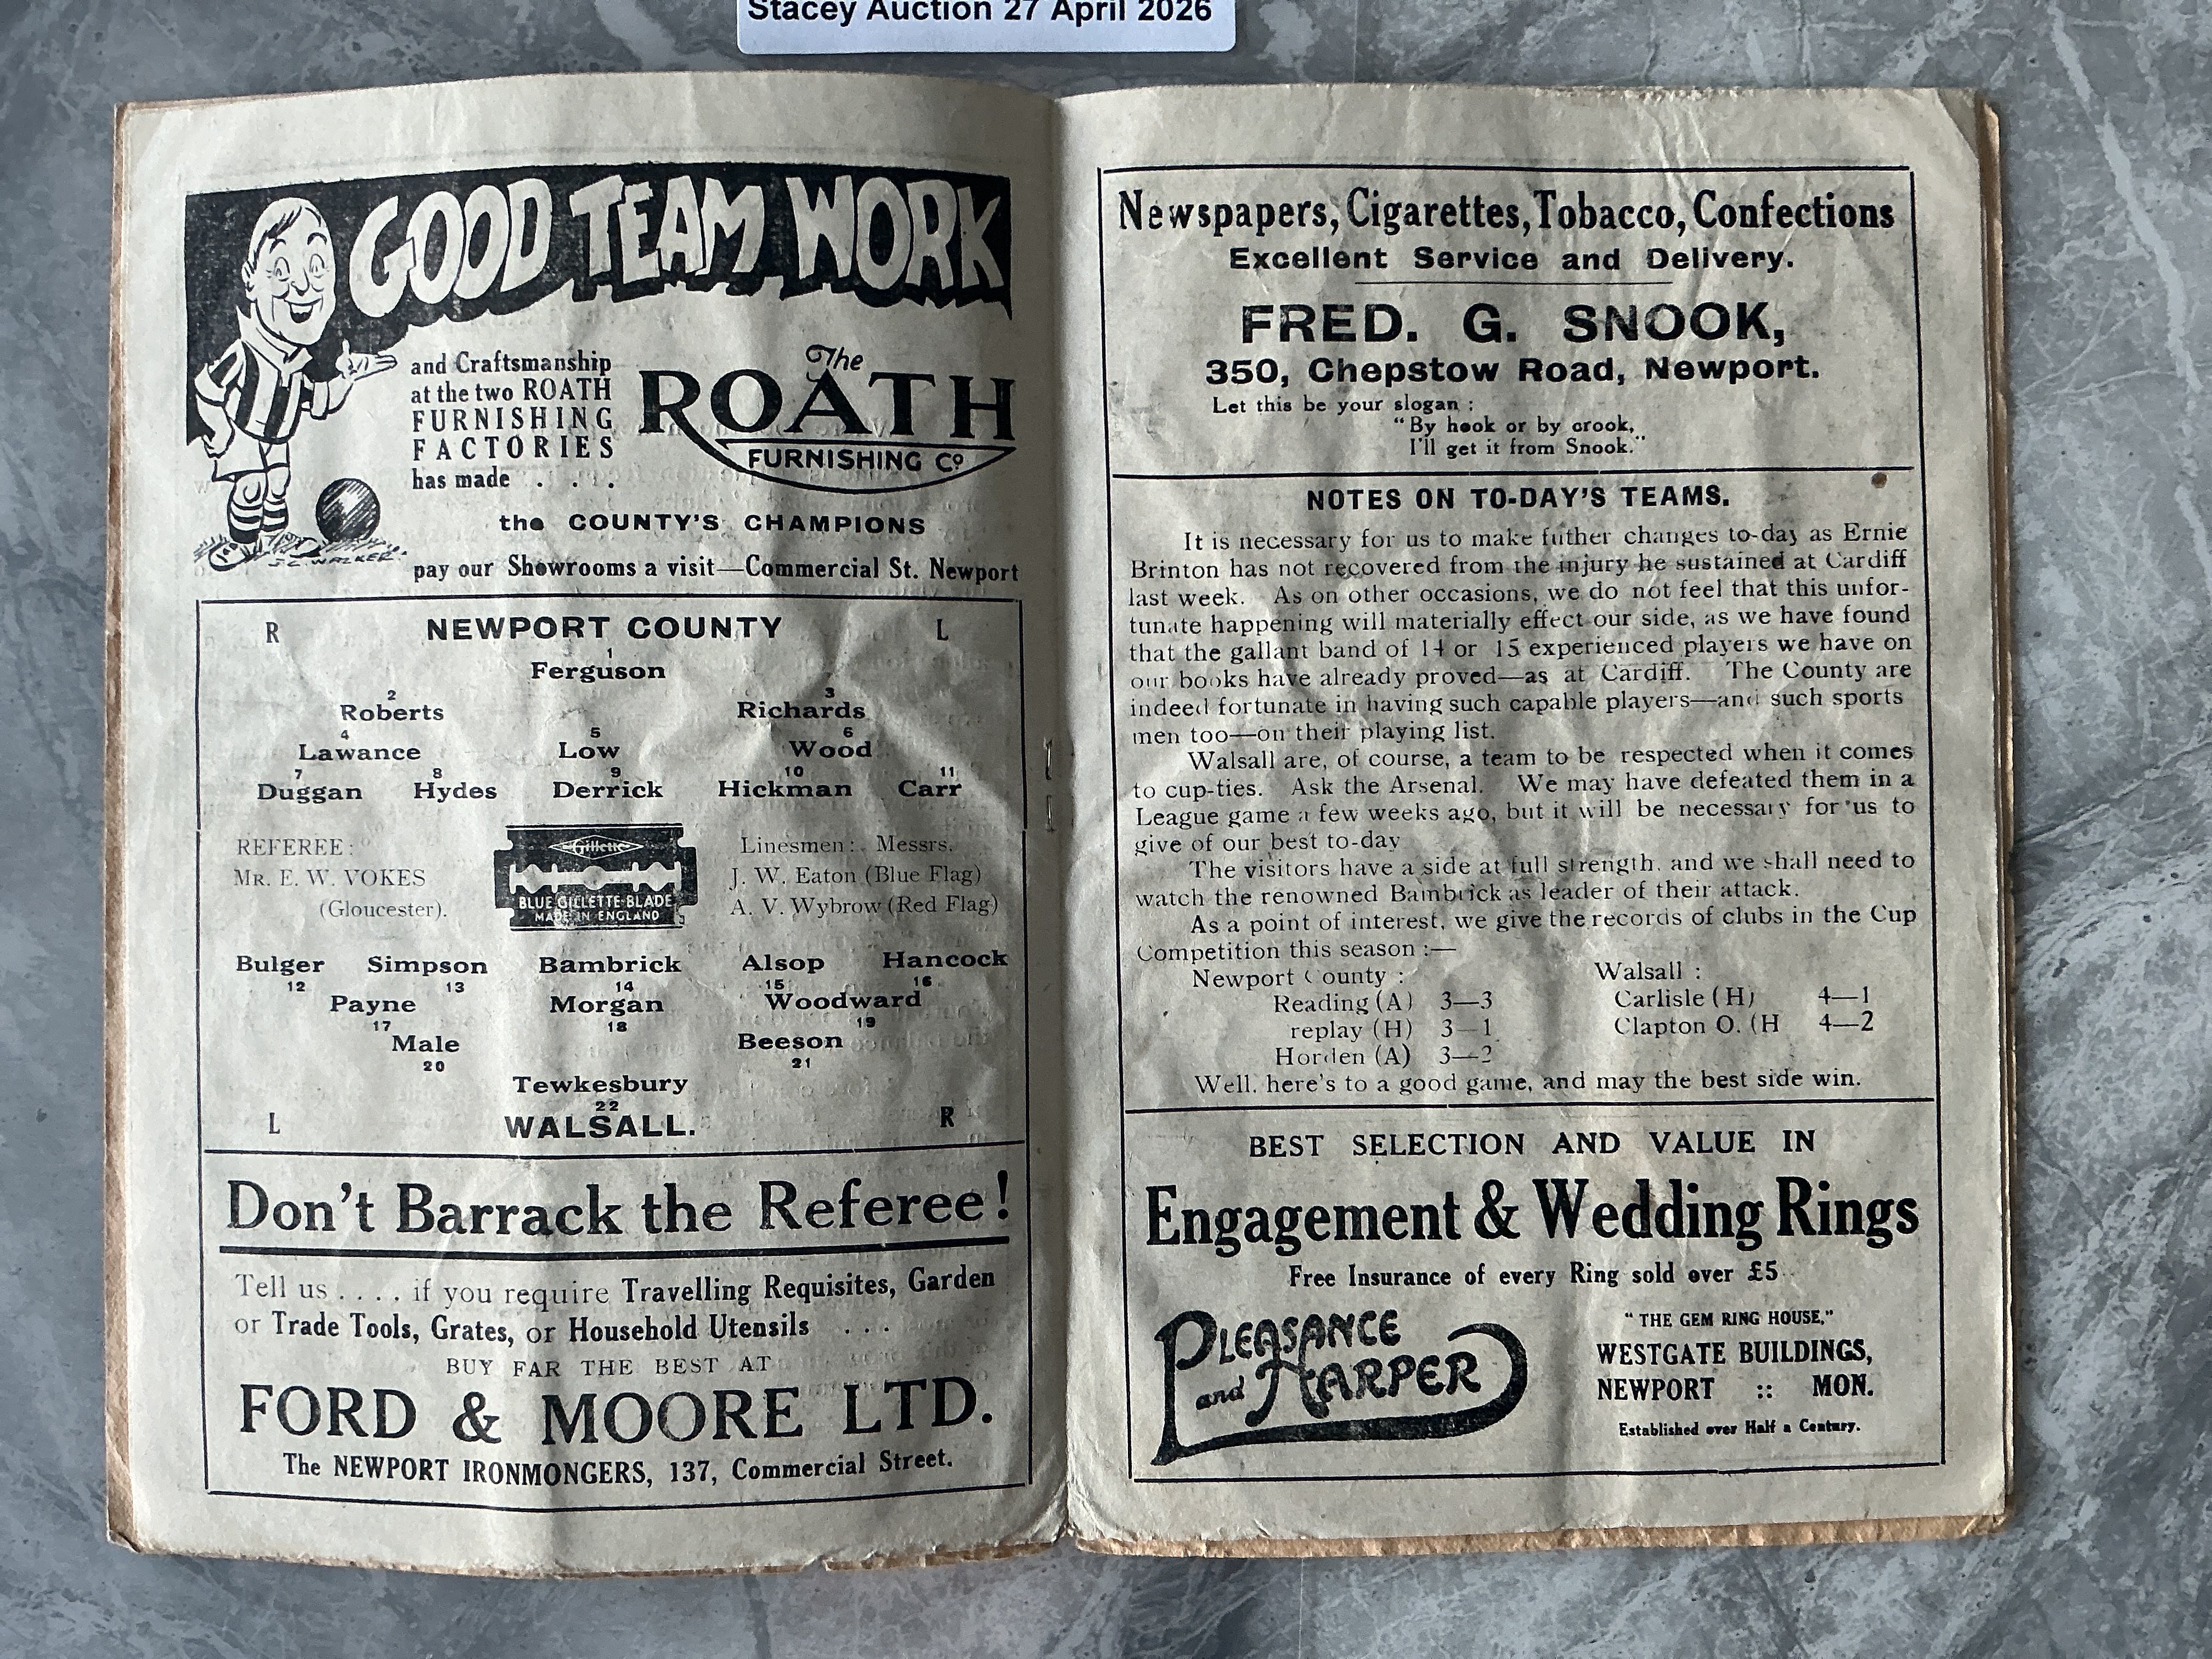 Stacey Auction 27 April 2026
GOOD TEAM WORK
and Craftsmanship
at the two ROATH
FURNISHING
FACTORIES
has made . . .
The
ROATH
FURNISHING Co
the COUNTY'S CHAMPIONS
J.C. WALKER.
pay our Showrooms a visit—Commercial St. Newport
R NEWPORT COUNTY L
1
Ferguson
2 3
Roberts Richards
4 5 6
Lawance Low Wood
7 8 9 10 11
Duggan Hydes Derrick Hickman Carr
REFEREE:
MR. E. W. VOKES
(Gloucester).
Gillette
BLUE GILLETTE BLADE
MADE IN ENGLAND
Linesmen: Messrs.
J. W. Eaton (Blue Flag)
A. V. Wybrow (Red Flag)
Bulger Simpson Bambrick Alsop Hancock
12 13 14 15 16
Payne Morgan Woodward
17 18 19
Male Beeson
20 21
Tewkesbury
22
L WALSALL. R
Don't Barrack the Referee!
Tell us . . . . if you require Travelling Requisites, Garden
or Trade Tools, Grates, or Household Utensils . . .
BUY FAR THE BEST AT
FORD & MOORE LTD.
The NEWPORT IRONMONGERS, 137, Commercial Street.
Newspapers, Cigarettes, Tobacco, Confections
Excellent Service and Delivery.
FRED. G. SNOOK,
350, Chepstow Road, Newport.
Let this be your slogan :
"By hook or by crook,
I'll get it from Snook."
NOTES ON TO-DAY'S TEAMS.
It is necessary for us to make futher changes to-day as Ernie
Brinton has not recovered from the injury he sustained at Cardiff
last week. As on other occasions, we do not feel that this unfor-
tunate happening will materially effect our side, as we have found
that the gallant band of 14 or 15 experienced players we have on
our books have already proved—as at Cardiff. The County are
indeed fortunate in having such capable players—and such sports
men too—on their playing list.
Walsall are, of course, a team to be respected when it comes
to cup-ties. Ask the Arsenal. We may have defeated them in a
League game a few weeks ago, but it will be necessary for us to
give of our best to-day
The visitors have a side at full strength, and we shall need to
watch the renowned Bambrick as leader of their attack.
As a point of interest, we give the records of clubs in the Cup
Competition this season :—
Newport County :
Reading (A) 3—3
replay (H) 3—1
Horden (A) 3—2
Walsall :
Carlisle (H) 4—1
Clapton O. (H 4—2
Well, here's to a good game, and may the best side win.
BEST SELECTION AND VALUE IN
Engagement & Wedding Rings
Free Insurance of every Ring sold over £5
PLEASANCE
and HARPER
"THE GEM RING HOUSE,"
WESTGATE BUILDINGS,
NEWPORT :: MON.
Established over Half a Century.